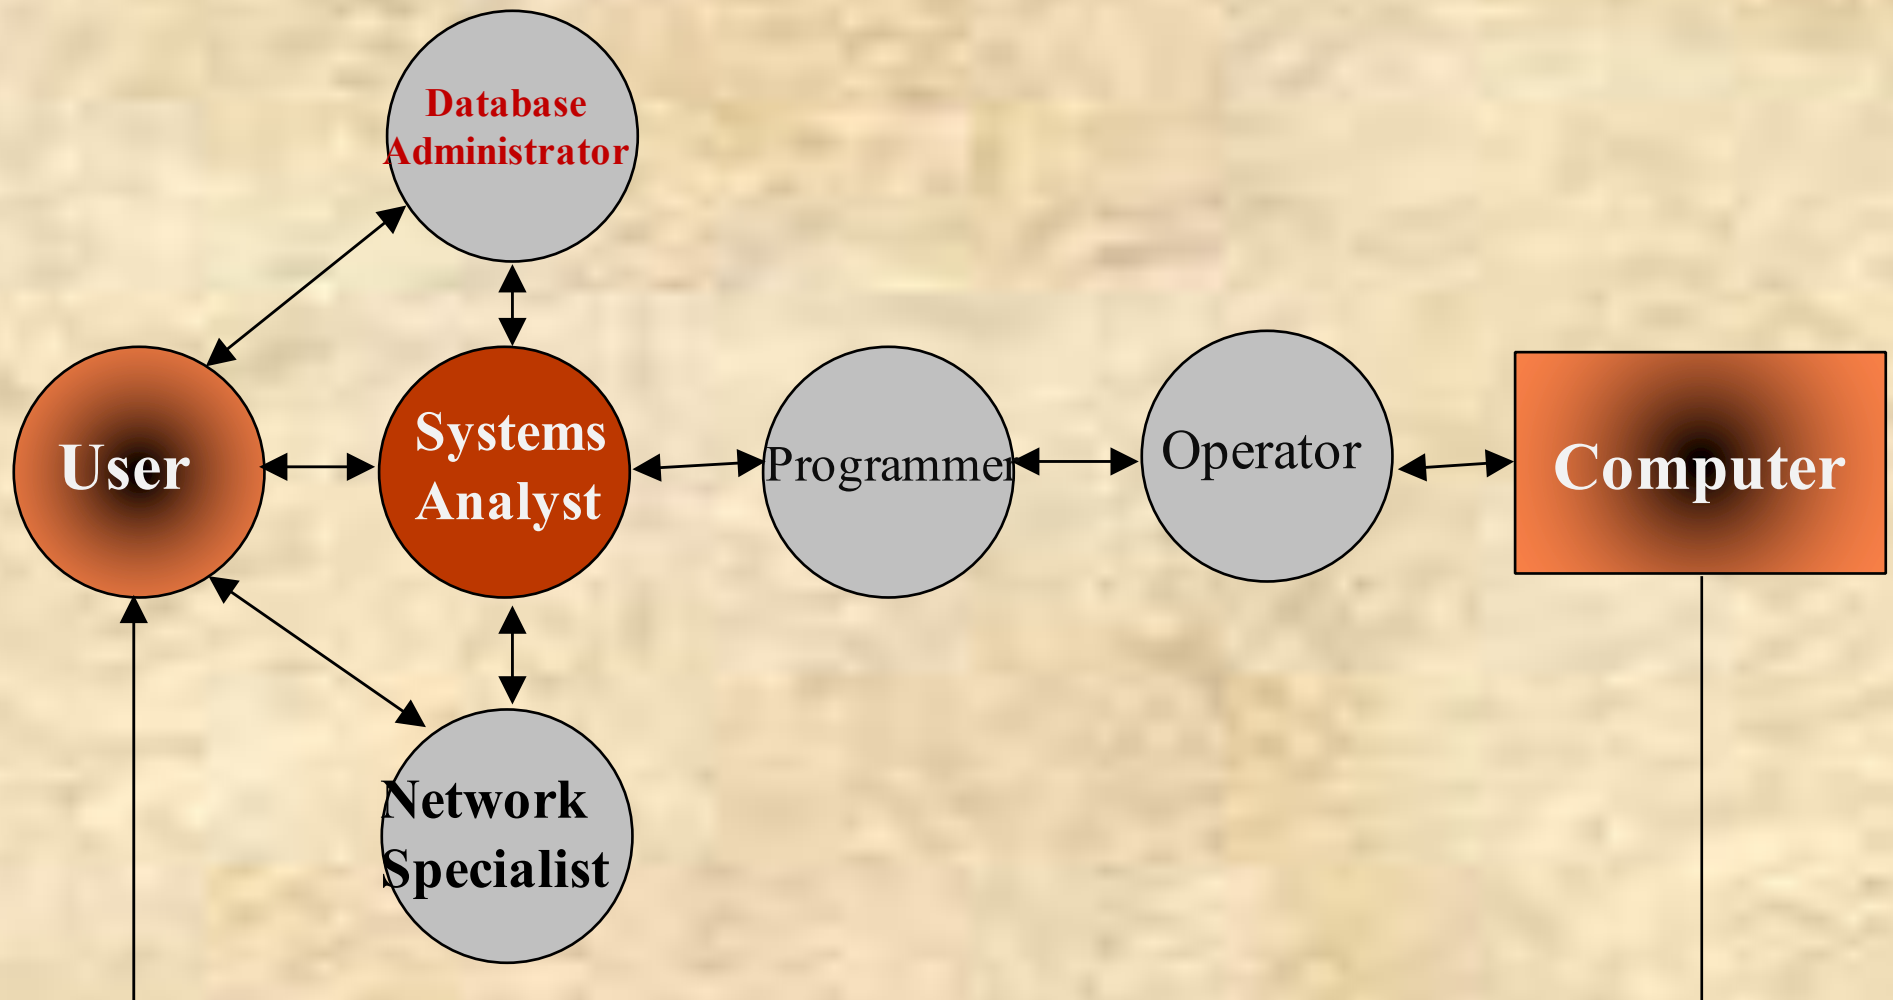 Database
Administrator
User
Systems
Analyst
Programmer
Operator
Computer
Network
Specialist